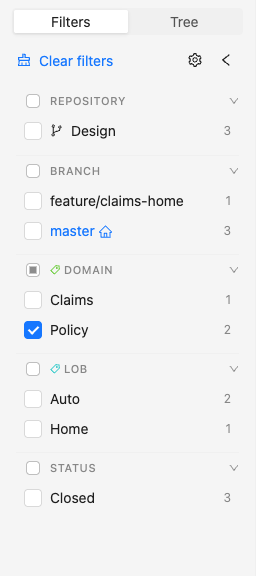 Filters Tree
Clear filters
REPOSITORY
Design 3
BRANCH
feature/claims-home 1
master 3
DOMAIN
Claims 1
Policy 2
LOB
Auto 2
Home 1
STATUS
Closed 3